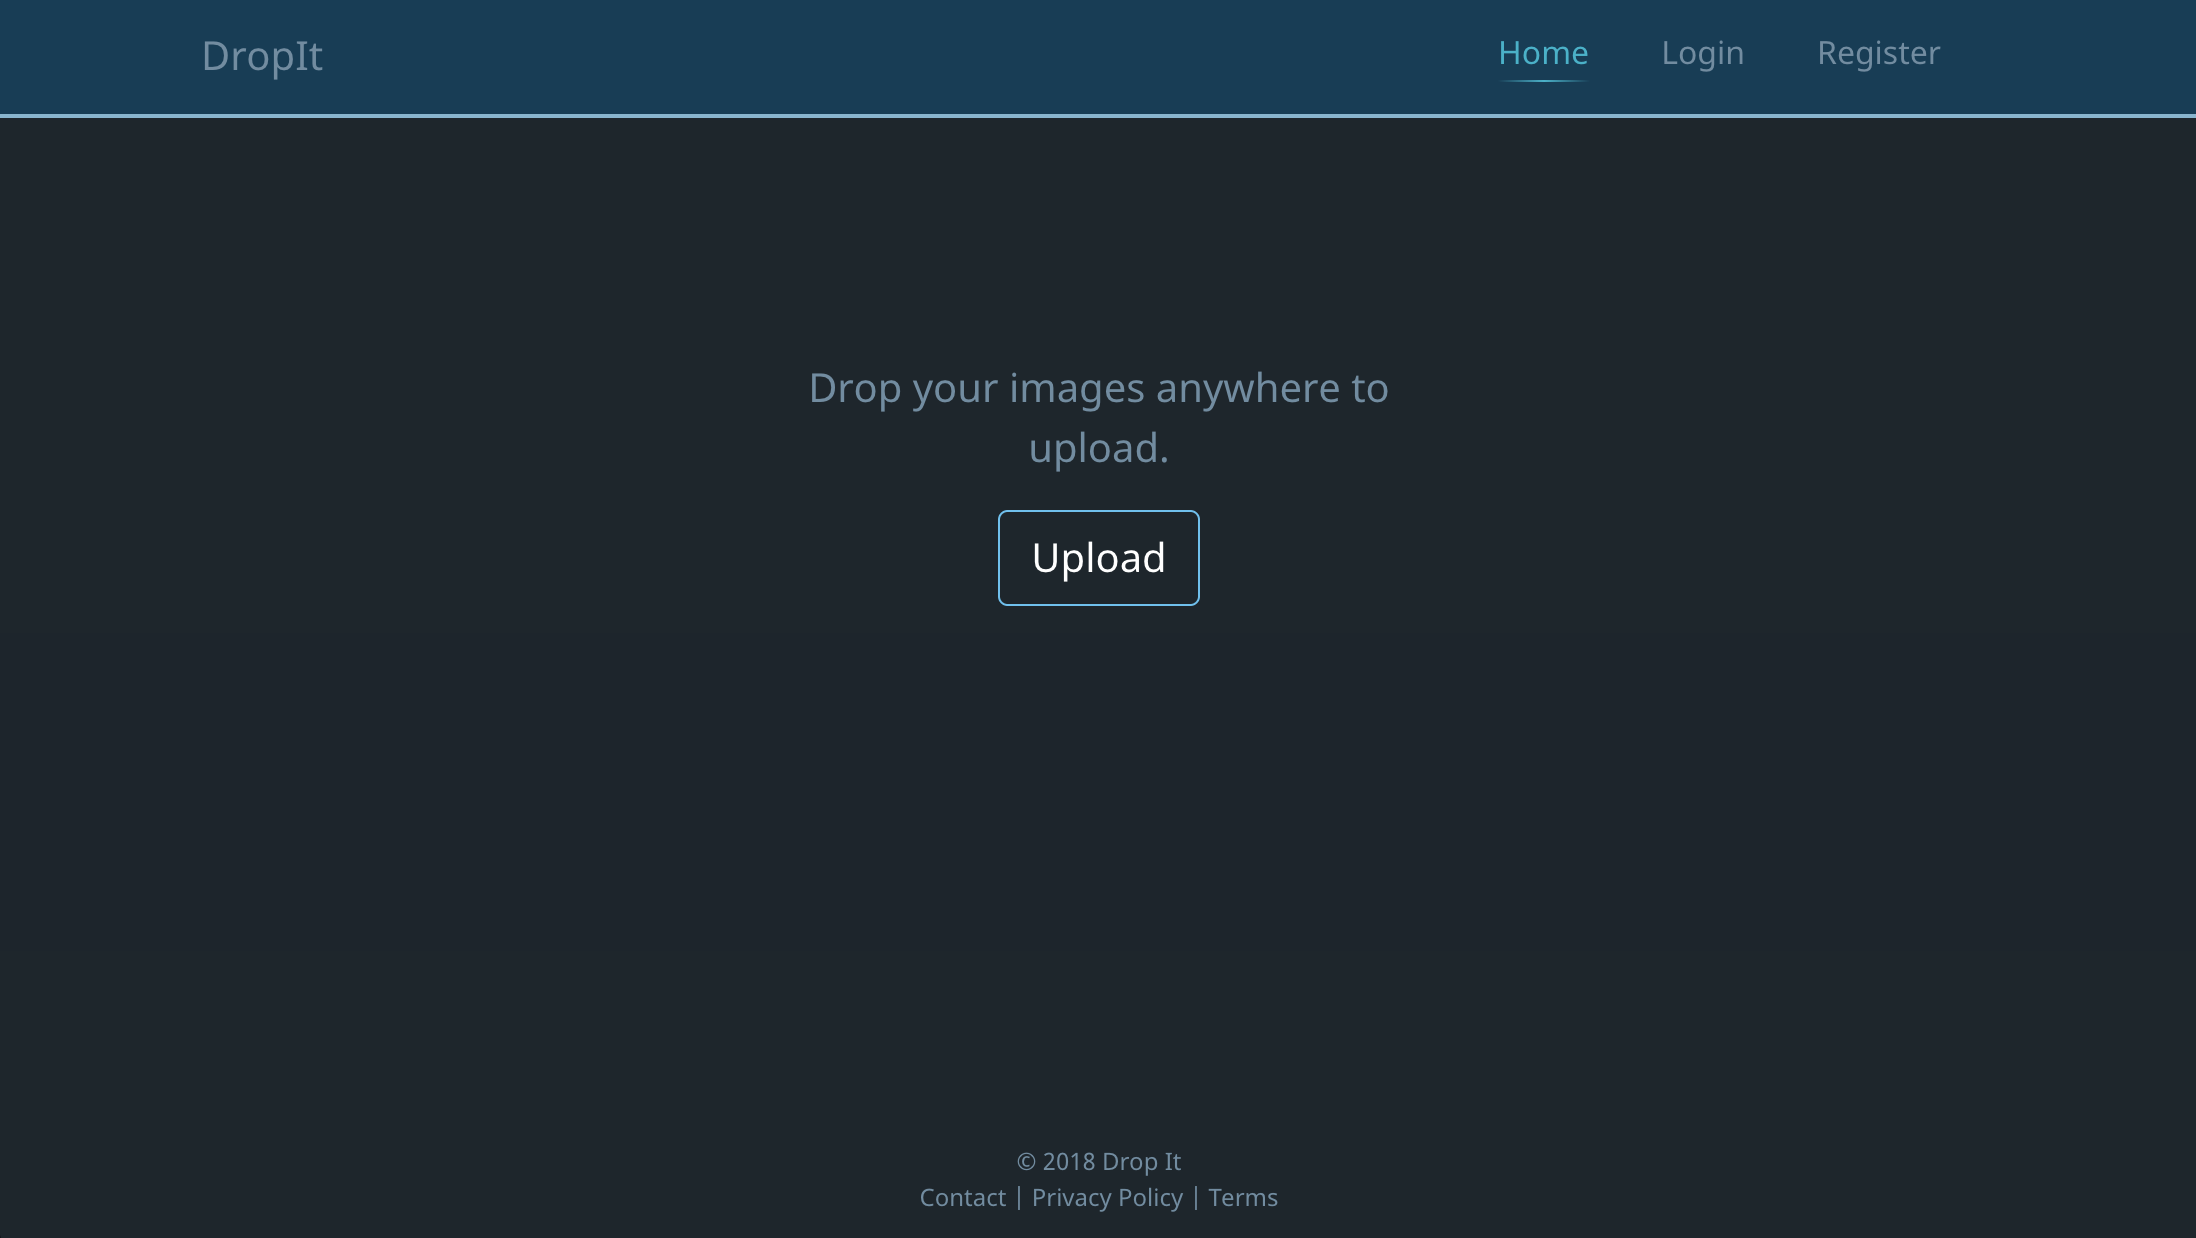 DropIt
Home Login Register
Drop your images anywhere to
upload.
Upload
© 2018 Drop It
Contact | Privacy Policy | Terms